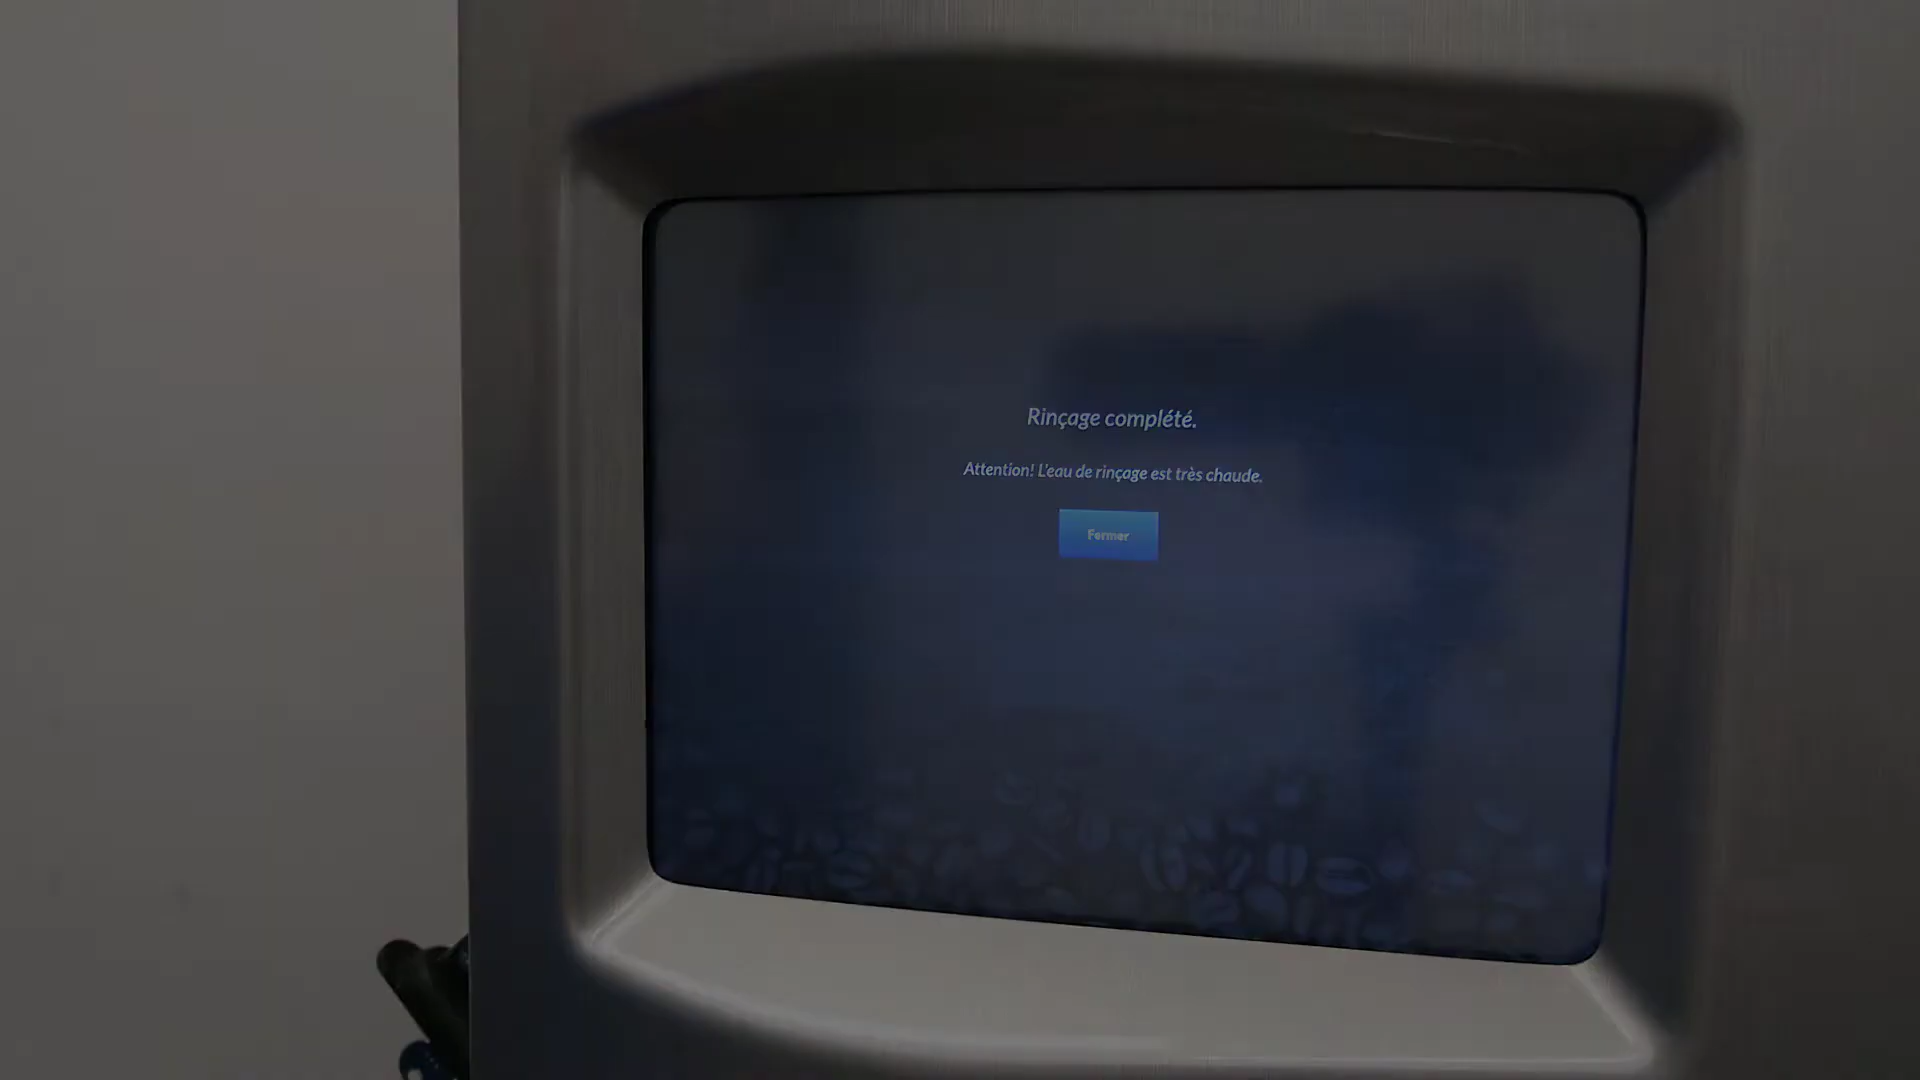 Rinçage complété.
Attention! L'eau de rinçage est très chaude.
Fermer